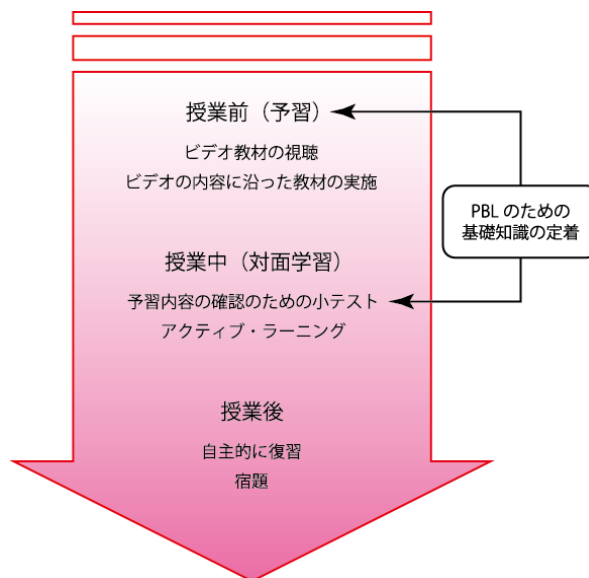 授業前（予習）
ビデオ教材の視聴
ビデオの内容に沿った教材の実施
PBL のための
基礎知識の定着
授業中（対面学習）
予習内容の確認のための小テスト
アクティブ・ラーニング
授業後
自主的に復習
宿題